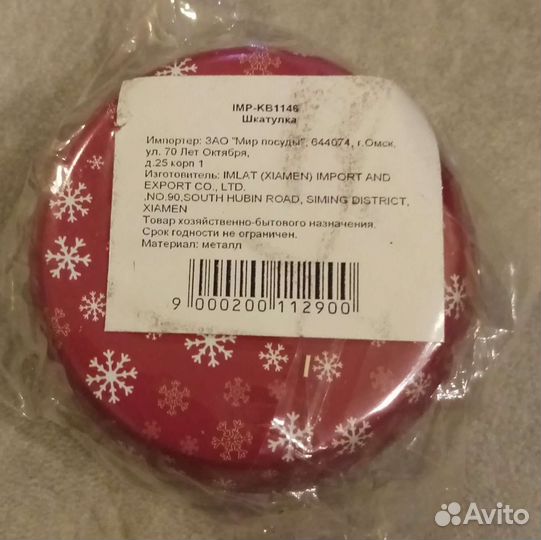 IMP-KB1146
Шкатулка
Импортер: ЗАО "Мир посуды", 644074, г.Омск,
ул. 70 Лет Октября,
д.25 корп 1
Изготовитель: IMLAT (XIAMEN) IMPORT AND
EXPORT CO., LTD.
,NO.90,SOUTH HUBIN ROAD, SIMING DISTRICT,
XIAMEN
Товар хозяйственно-бытового назначения.
Срок годности не ограничен.
Материал: металл
9 000200 112900
Avito